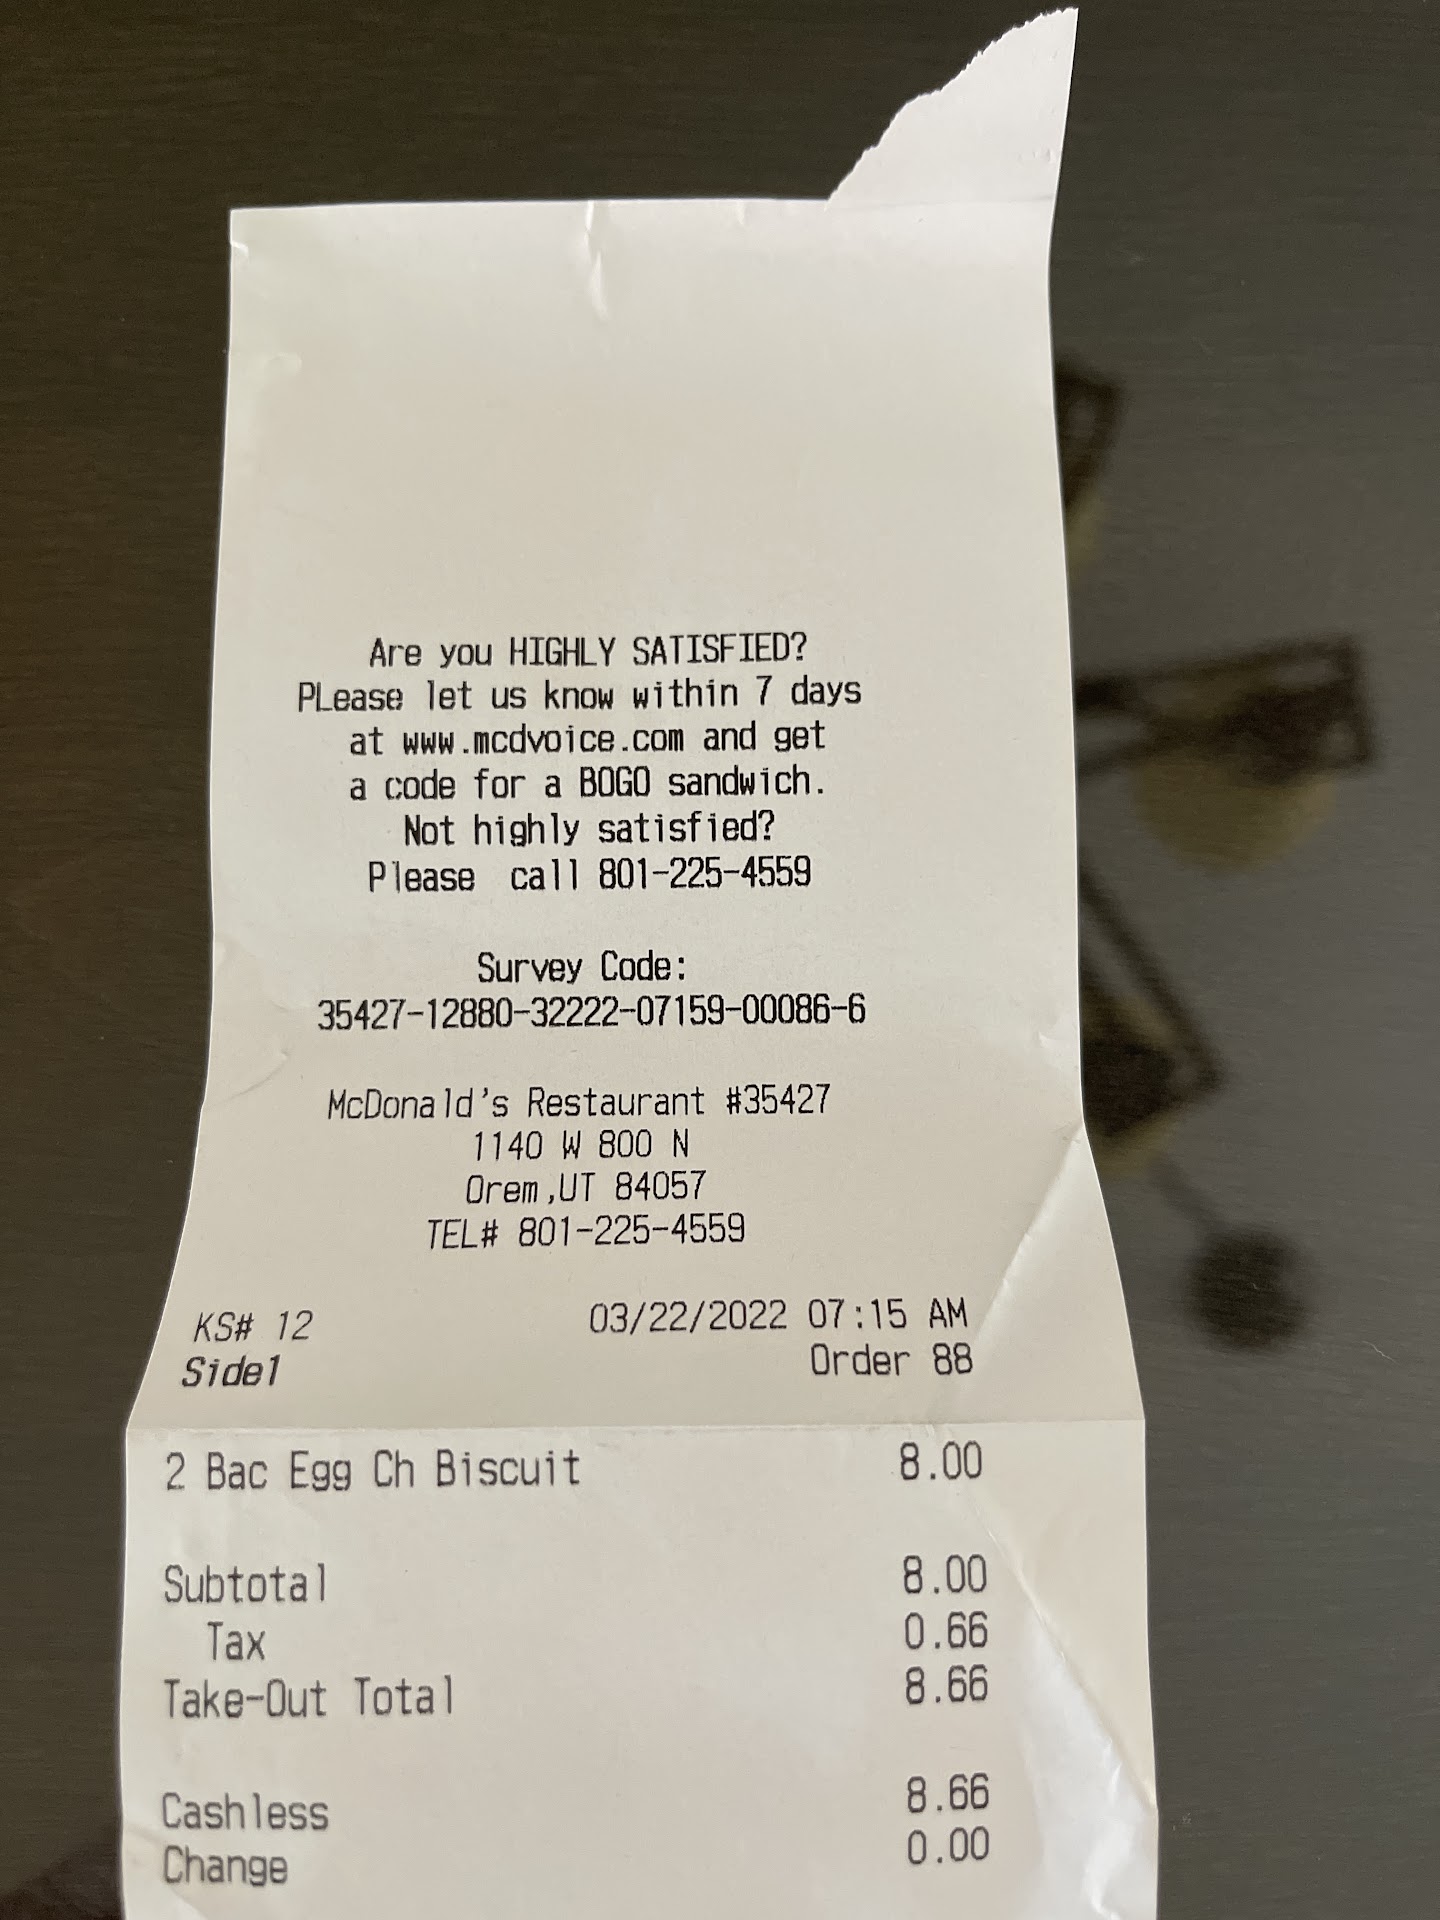 Are you HIGHLY SATISFIED?
PLease let us know within 7 days
at www.mcdvoice.com and get
a code for a BOGO sandwich.
Not highly satisfied?
Please call 801-225-4559
Survey Code:
35427-12880-32222-07159-00086-6
McDonald's Restaurant #35427
1140 W 800 N
Orem,UT 84057
TEL# 801-225-4559
KS# 12 03/22/2022 07:15 AM
Side1 Order 88
2 Bac Egg Ch Biscuit 8.00
Subtotal 8.00
Tax 0.66
Take-Out Total 8.66
Cashless 8.66
Change 0.00